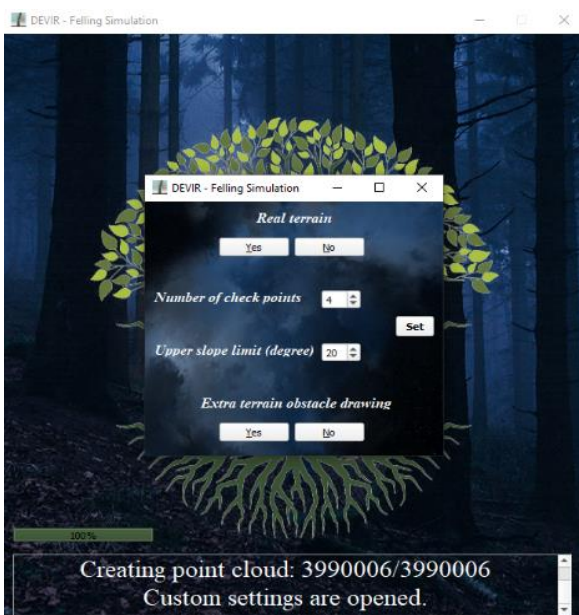 DEVIR - Felling Simulation
DEVIR - Felling Simulation
Real terrain
Yes No
Number of check points 4
Set
Upper slope limit (degree) 20
Extra terrain obstacle drawing
Yes No
100%
Creating point cloud: 3990006/3990006
Custom settings are opened.